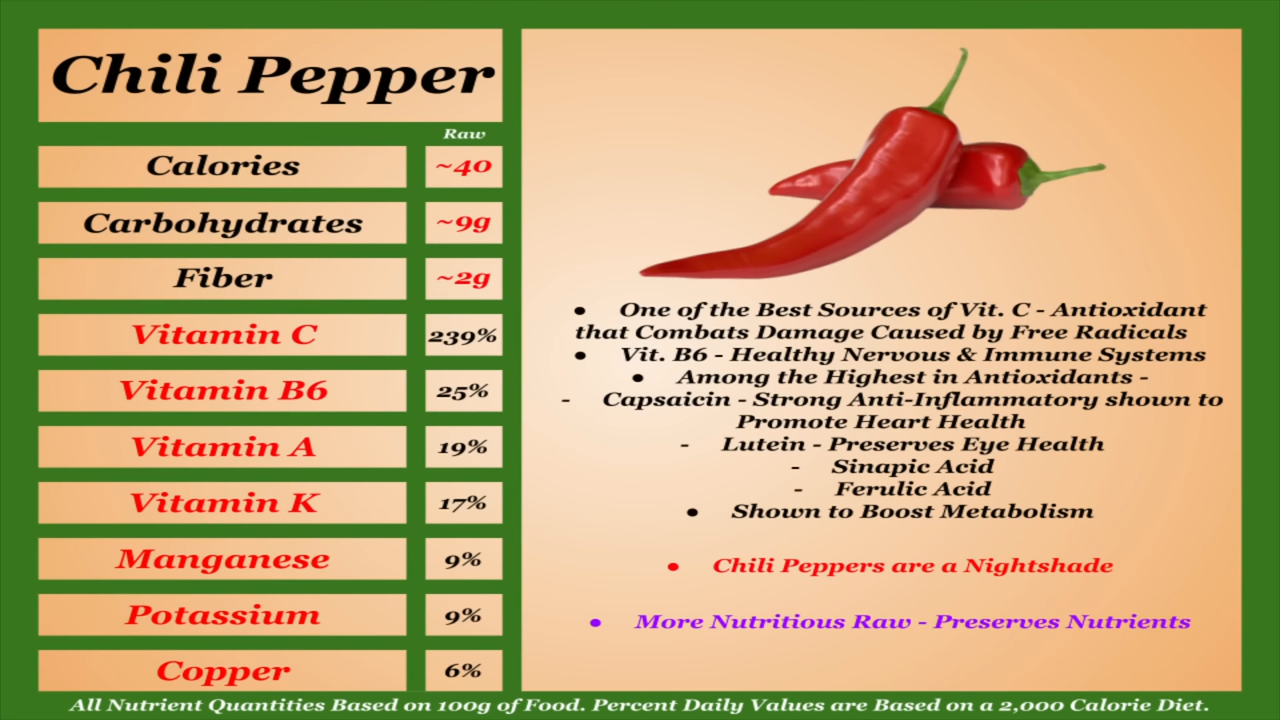 Chili Pepper
Raw
Calories ~40
Carbohydrates ~9g
Fiber ~2g
Vitamin C 239%
Vitamin B6 25%
Vitamin A 19%
Vitamin K 17%
Manganese 9%
Potassium 9%
Copper 6%
● One of the Best Sources of Vit. C - Antioxidant
that Combats Damage Caused by Free Radicals
● Vit. B6 - Healthy Nervous & Immune Systems
● Among the Highest in Antioxidants -
- Capsaicin - Strong Anti-Inflammatory shown to
Promote Heart Health
- Lutein - Preserves Eye Health
- Sinapic Acid
- Ferulic Acid
● Shown to Boost Metabolism
● Chili Peppers are a Nightshade
● More Nutritious Raw - Preserves Nutrients
All Nutrient Quantities Based on 100g of Food. Percent Daily Values are Based on a 2,000 Calorie Diet.